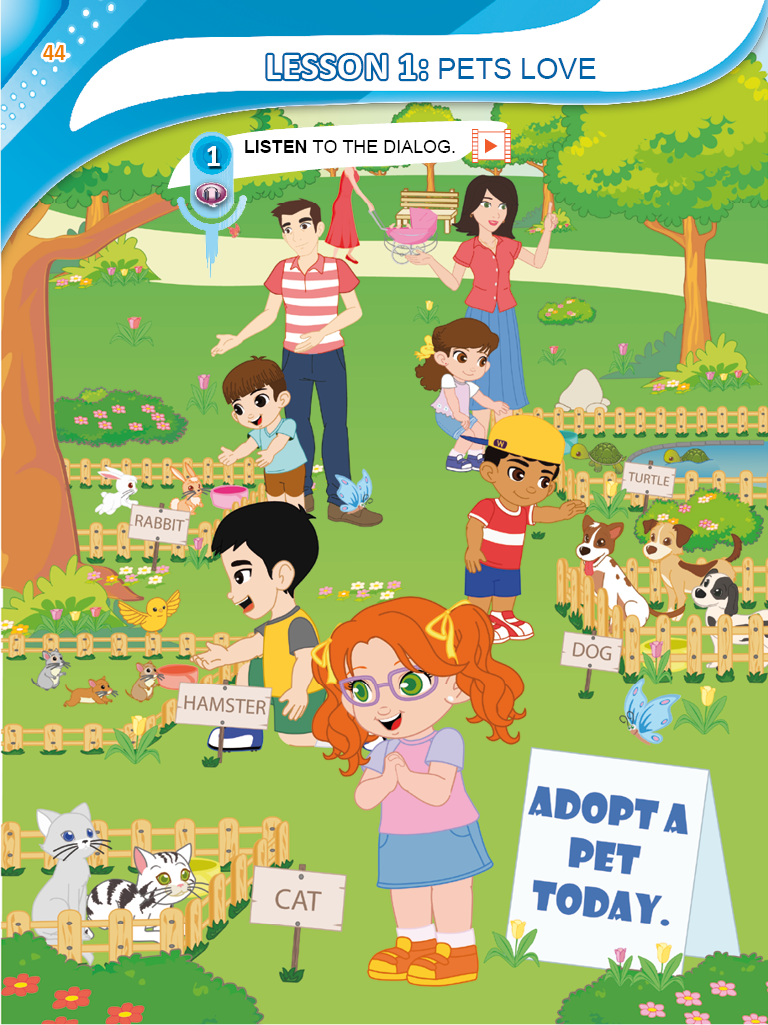 44
LESSON 1: PETS LOVE
1
LISTEN TO THE DIALOG.
W
TURTLE
RABBIT
DOG
HAMSTER
CAT
ADOPT A
PET
TODAY.